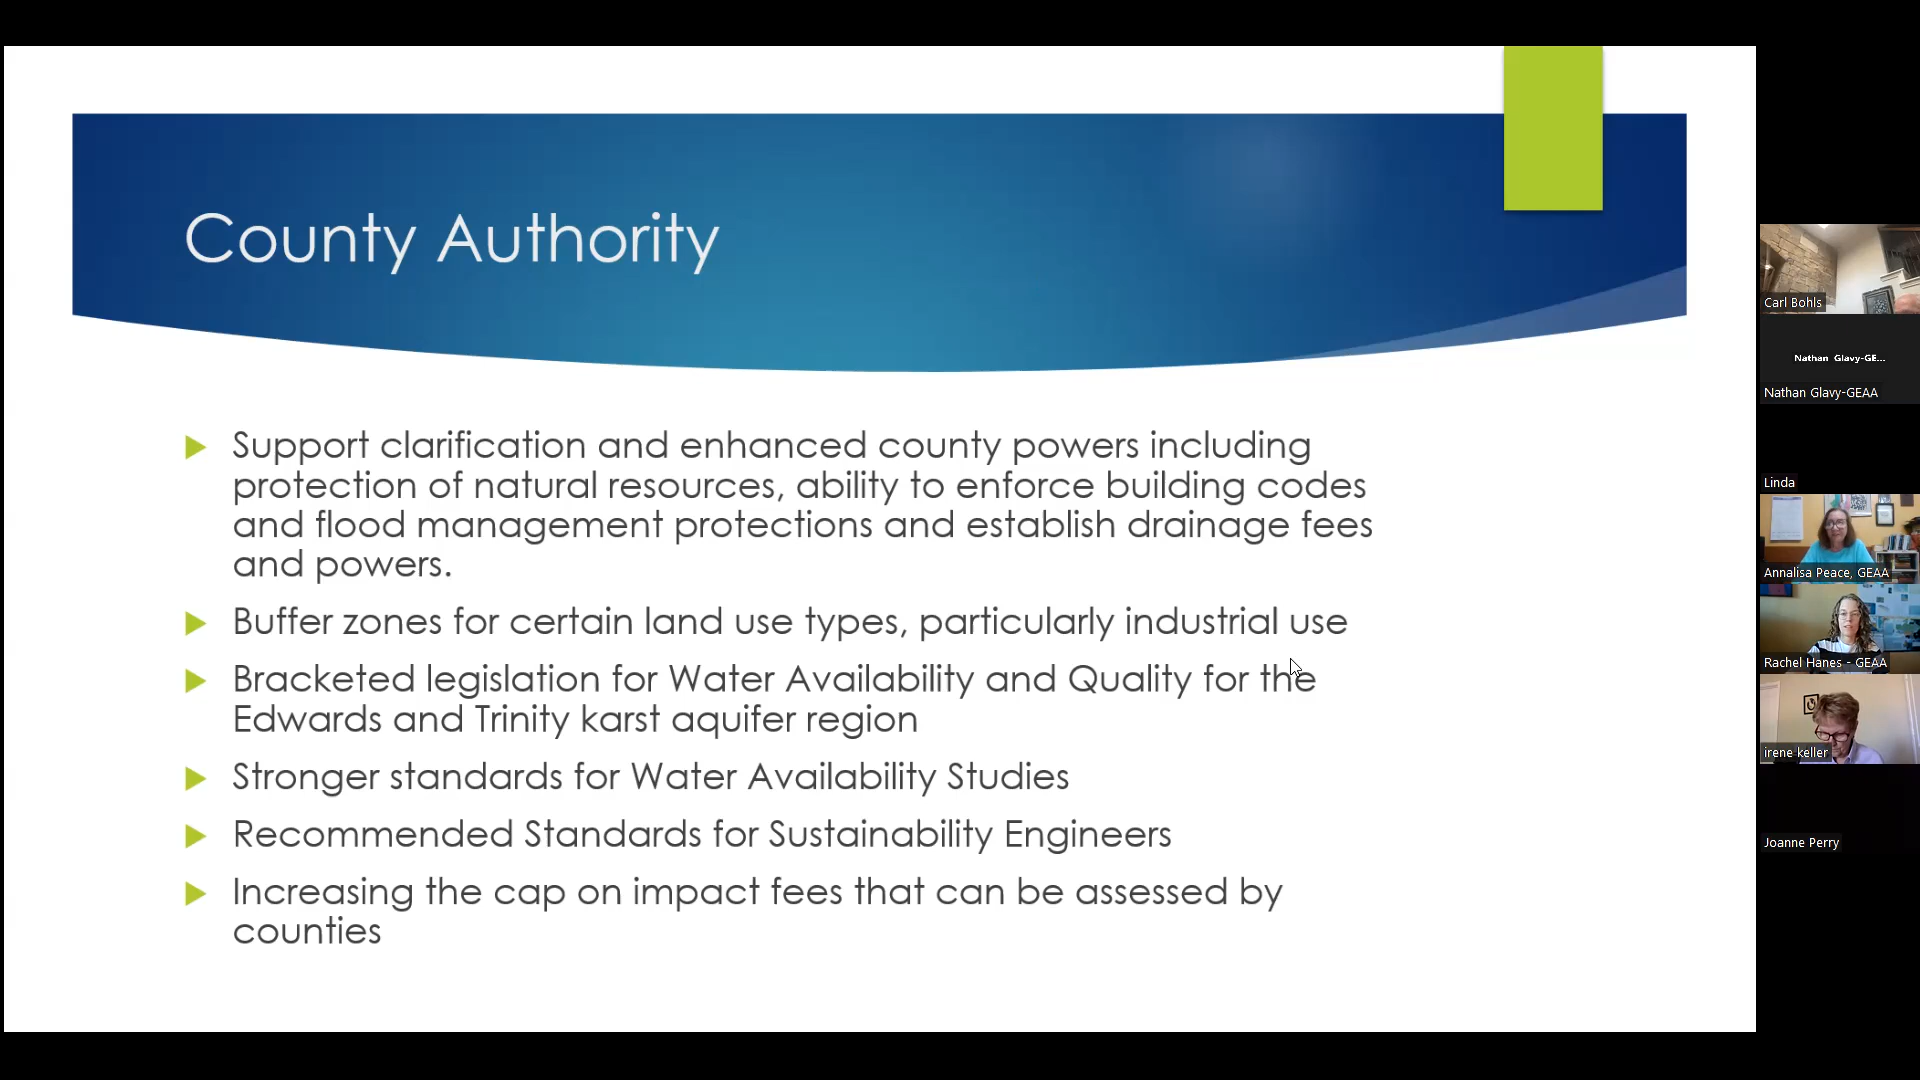 County Authority
Support clarification and enhanced county powers including
protection of natural resources, ability to enforce building codes
and flood management protections and establish drainage fees
and powers.
Buffer zones for certain land use types, particularly industrial use
Bracketed legislation for Water Availability and Quality for the
Edwards and Trinity karst aquifer region
Stronger standards for Water Availability Studies
Recommended Standards for Sustainability Engineers
Increasing the cap on impact fees that can be assessed by
counties
Carl Bohls
Nathan Glavy-GE...
Nathan Glavy-GEAA
Linda
Annalisa Peace, GEAA
Rachel Hanes - GEAA
irene keller
Joanne Perry